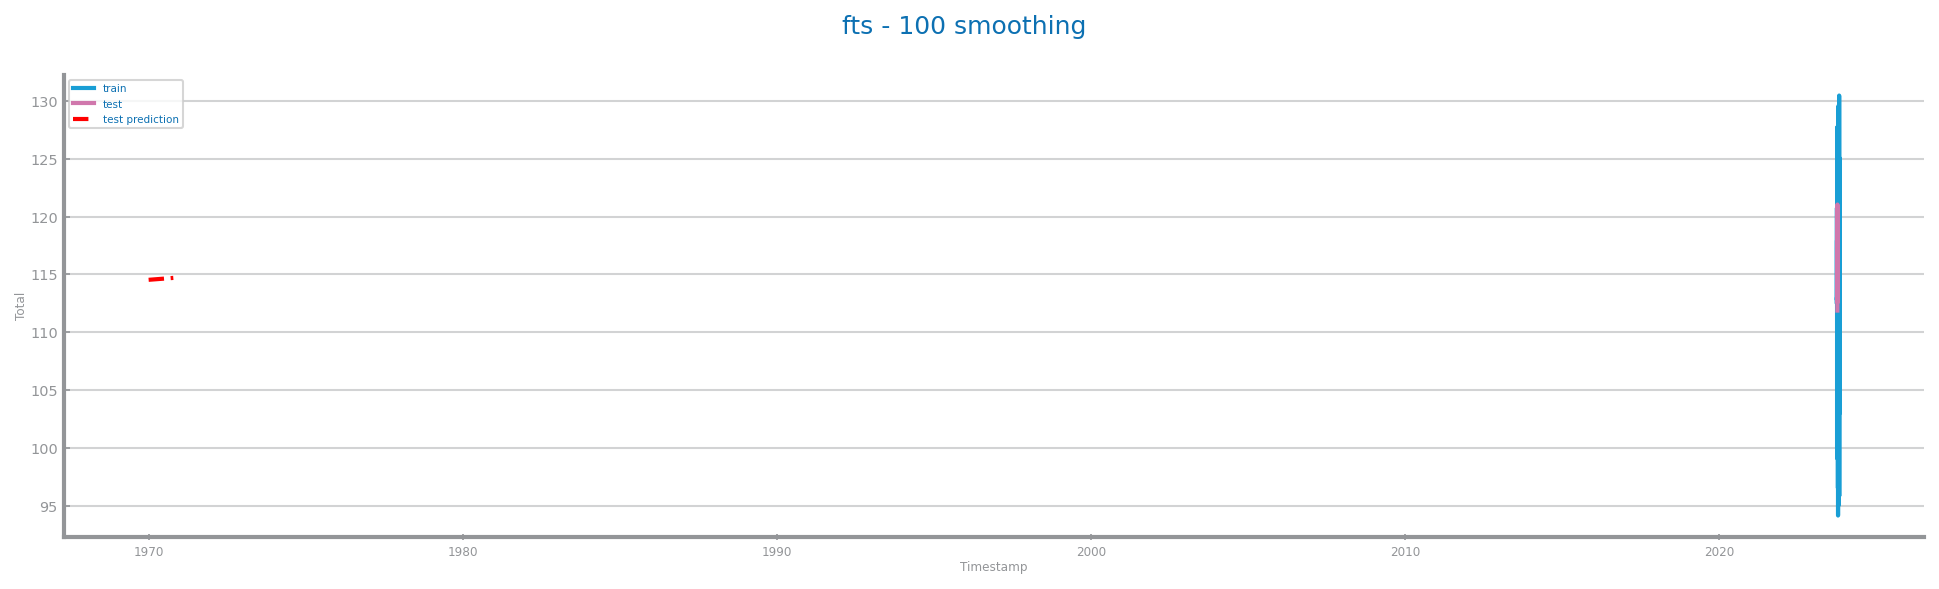 fts - 100 smoothing
train
test
test prediction
130
125
120
115
110
105
100
95
Total
1970 1980 1990 2000 2010 2020
Timestamp